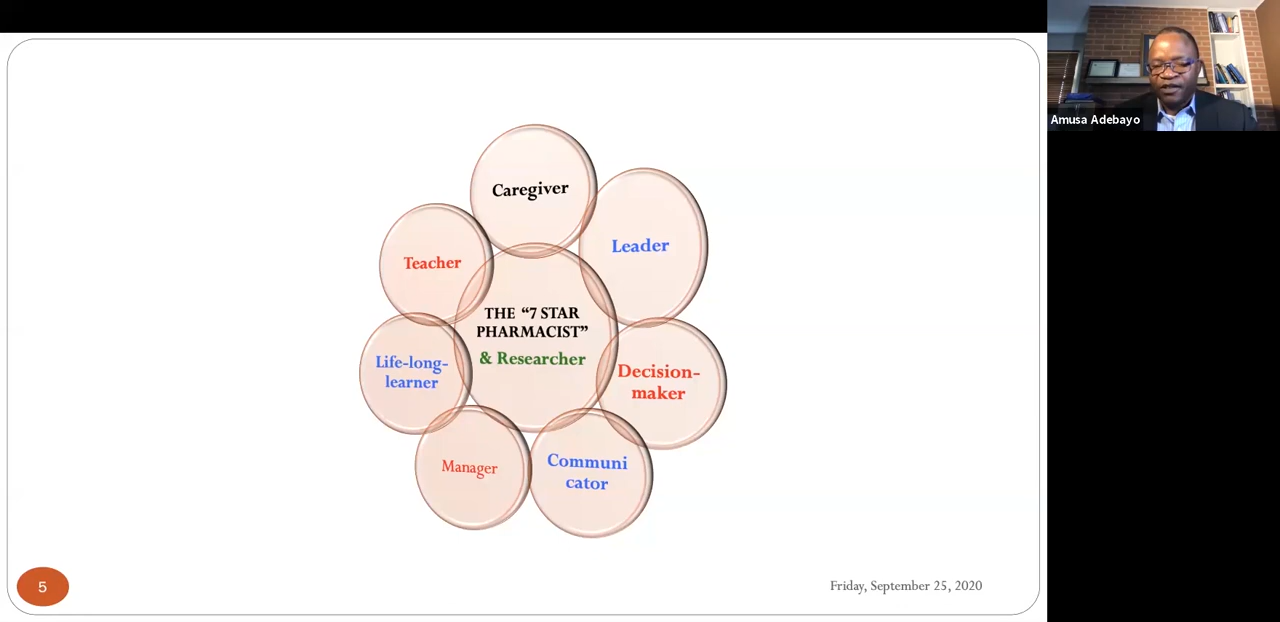 Caregiver
Leader
Teacher
THE “7 STAR
PHARMACIST”
& Researcher
Life-long-
learner
Decision-
maker
Manager
Communi
cator
5
Friday, September 25, 2020
Amusa Adebayo